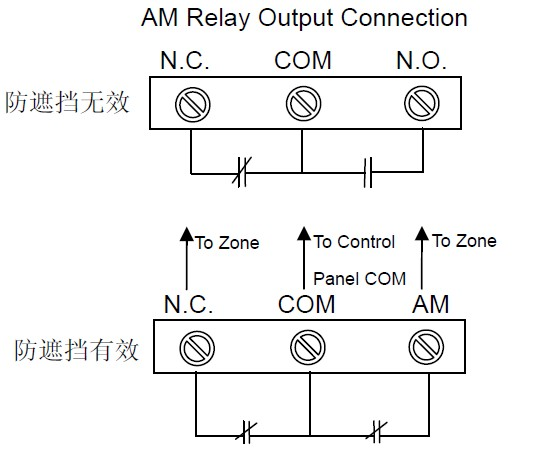 AM Relay Output Connection
N.C. COM N.O.
防遮挡无效
To Zone To Control To Zone
Panel COM
N.C. COM AM
防遮挡有效